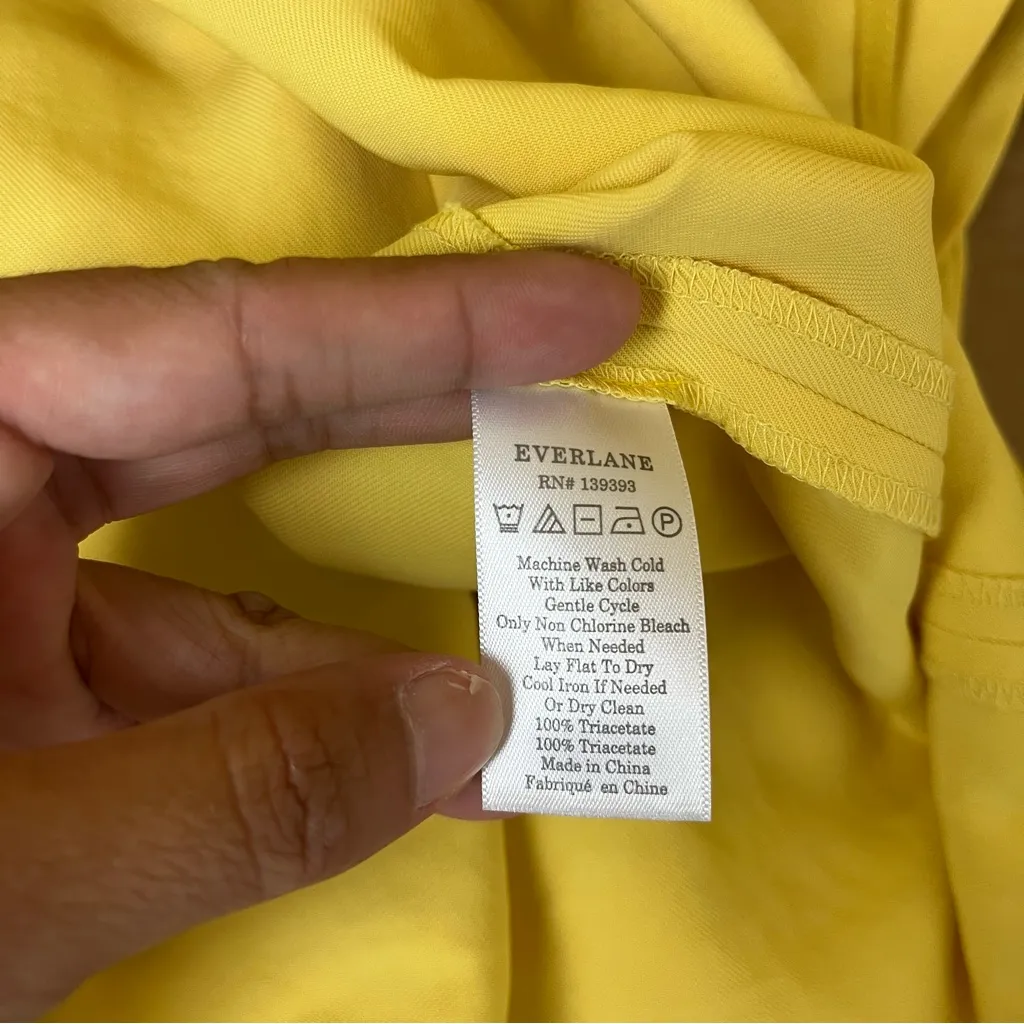 EVERLANE
RN# 139393
P
Machine Wash Cold
With Like Colors
Gentle Cycle
Only Non Chlorine Bleach
When Needed
Lay Flat To Dry
Cool Iron If Needed
Or Dry Clean
100% Triacetate
100% Triacetate
Made in China
Fabriqué en Chine